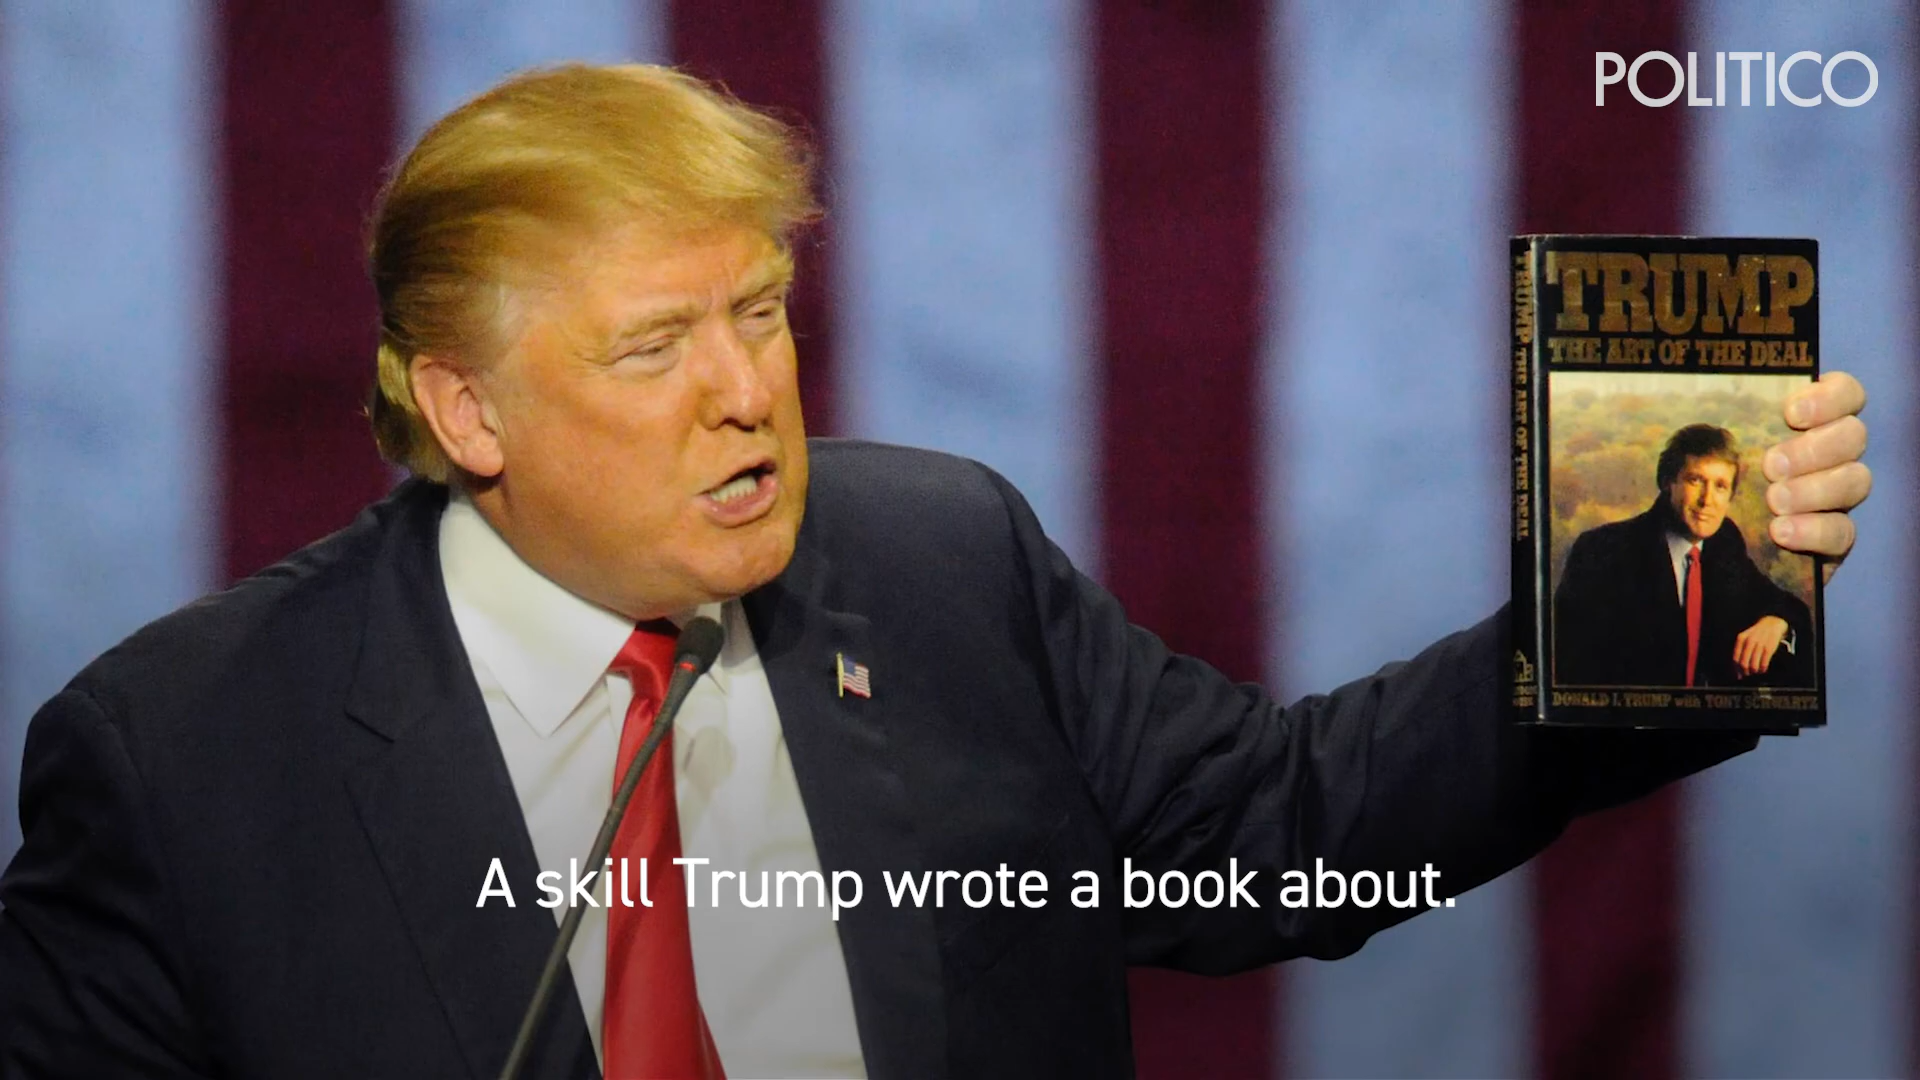 POLITICO
TRUMP
THE ART OF THE DEAL
TRUMP THE ART OF THE DEAL
DONALD J. TRUMP with TONY SCHWARTZ
A skill Trump wrote a book about.